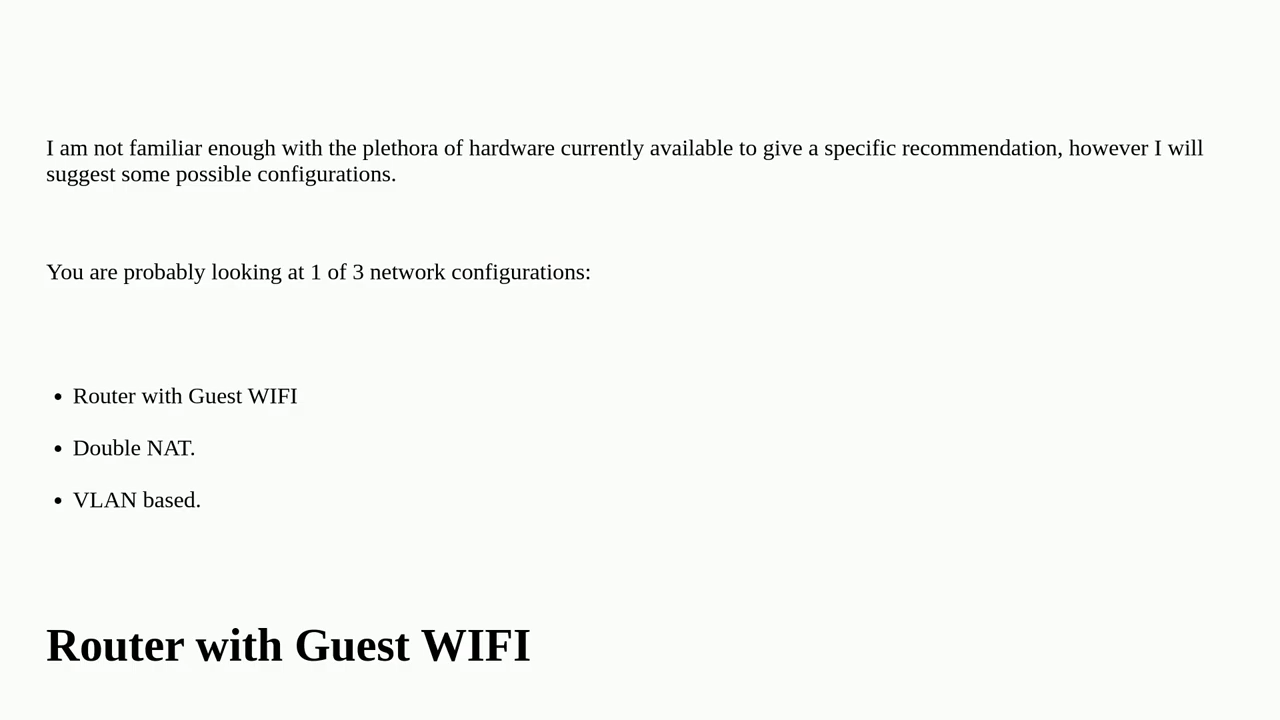 I am not familiar enough with the plethora of hardware currently available to give a specific recommendation, however I will
suggest some possible configurations.
You are probably looking at 1 of 3 network configurations:
• Router with Guest WIFI
• Double NAT.
• VLAN based.
Router with Guest WIFI